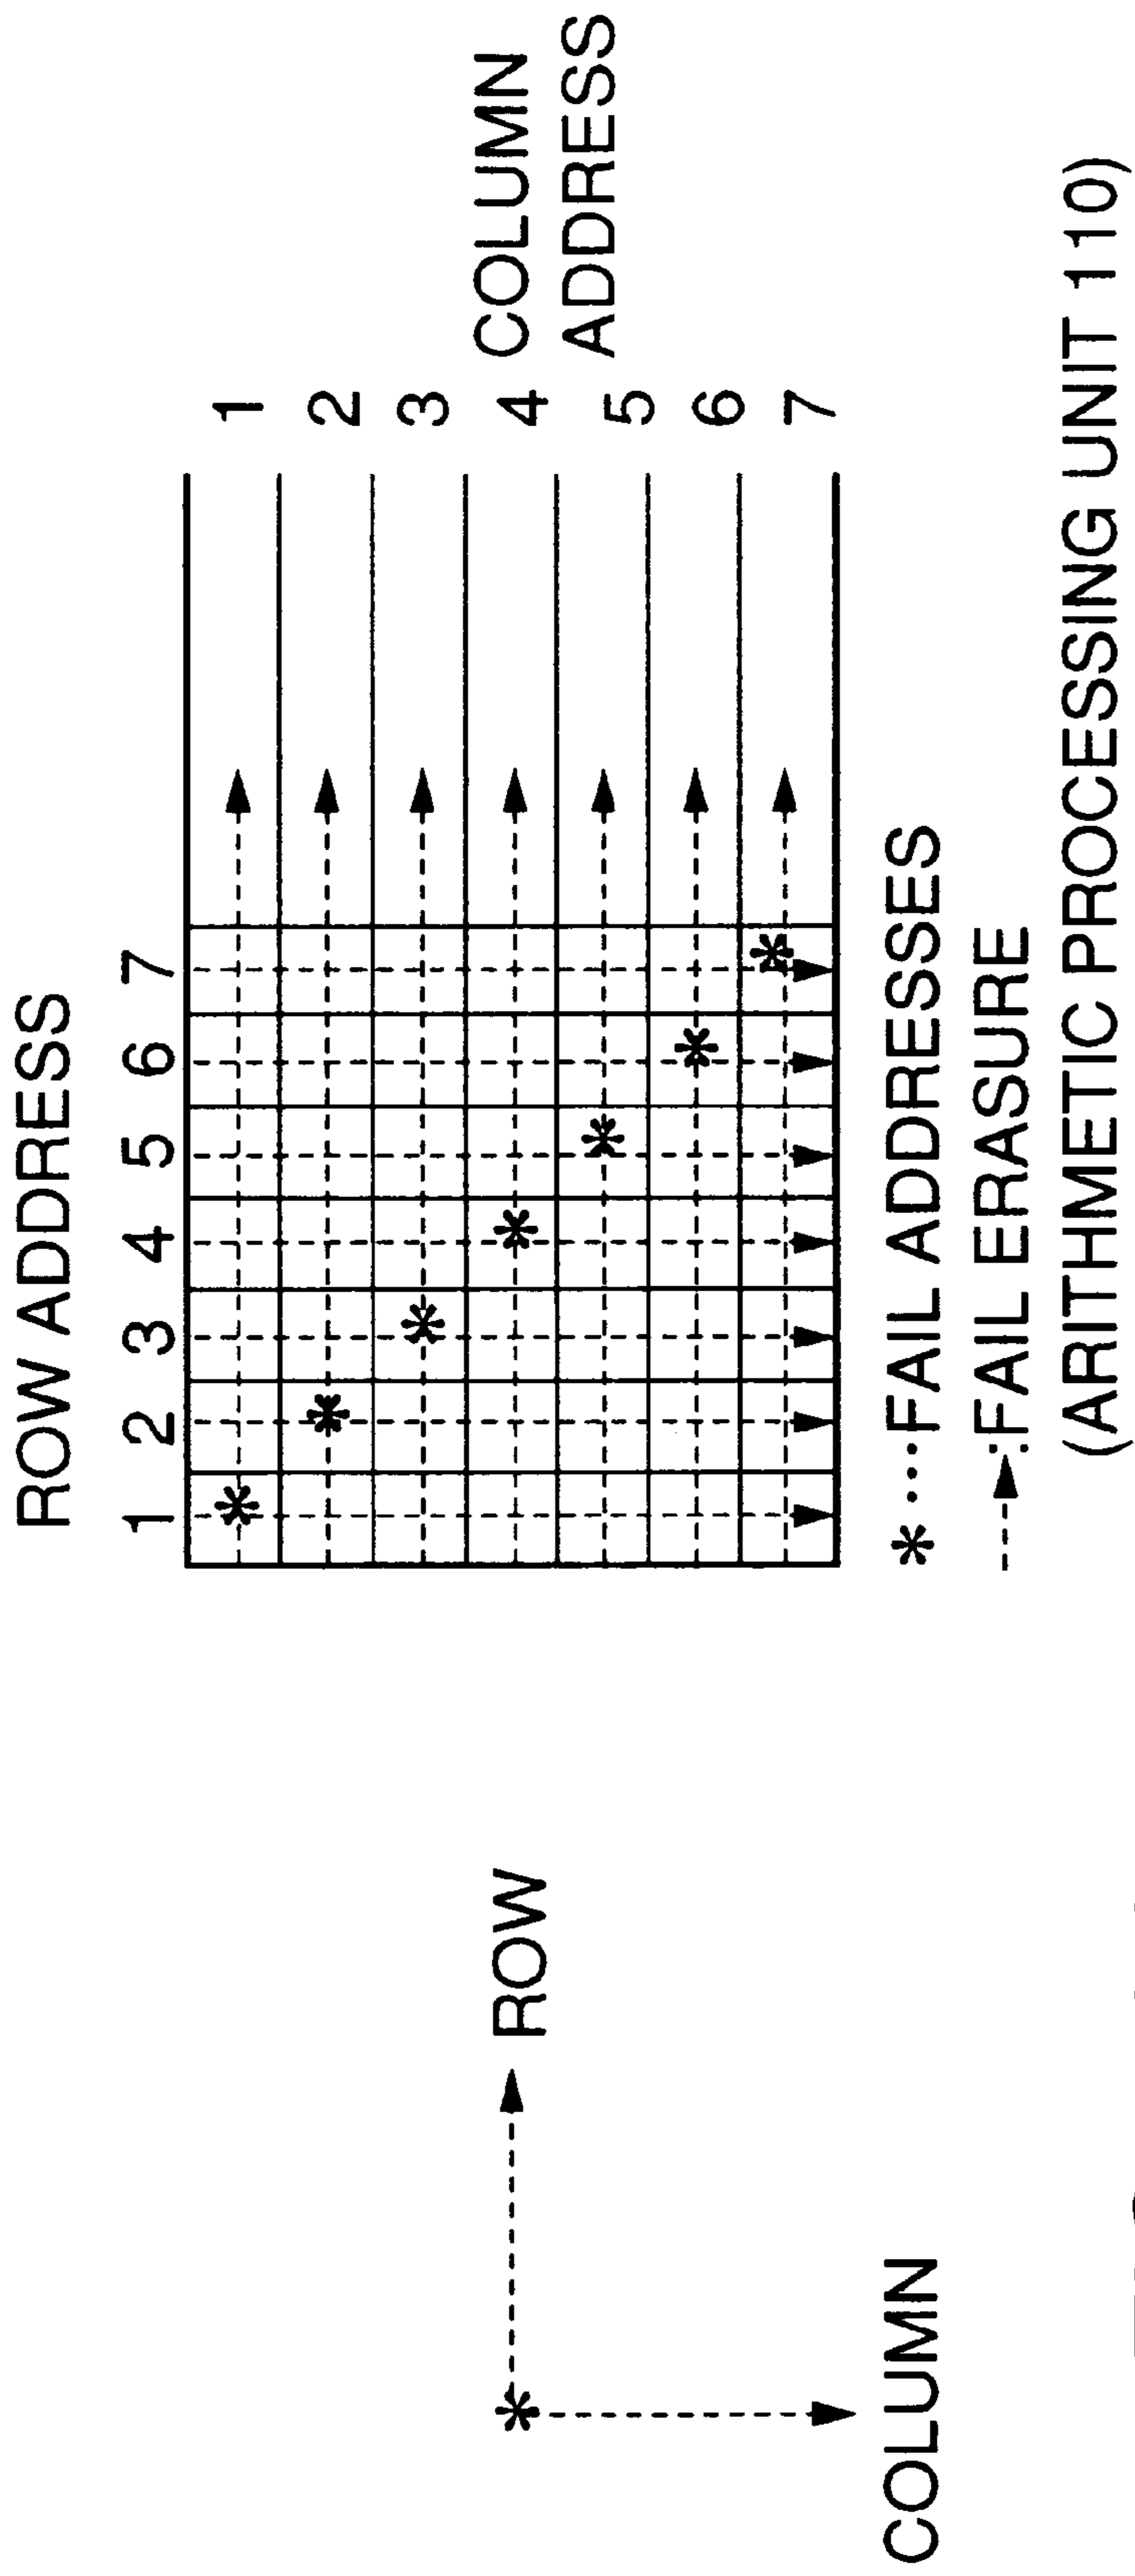 ROW ADDRESS
1 2 3 4 5 6 7
1
2
3
4
5
6
7
COLUMN
ADDRESS
* ROW
COLUMN
* ···FAIL ADDRESSES
:FAIL ERASURE
(ARITHMETIC PROCESSING UNIT 110)